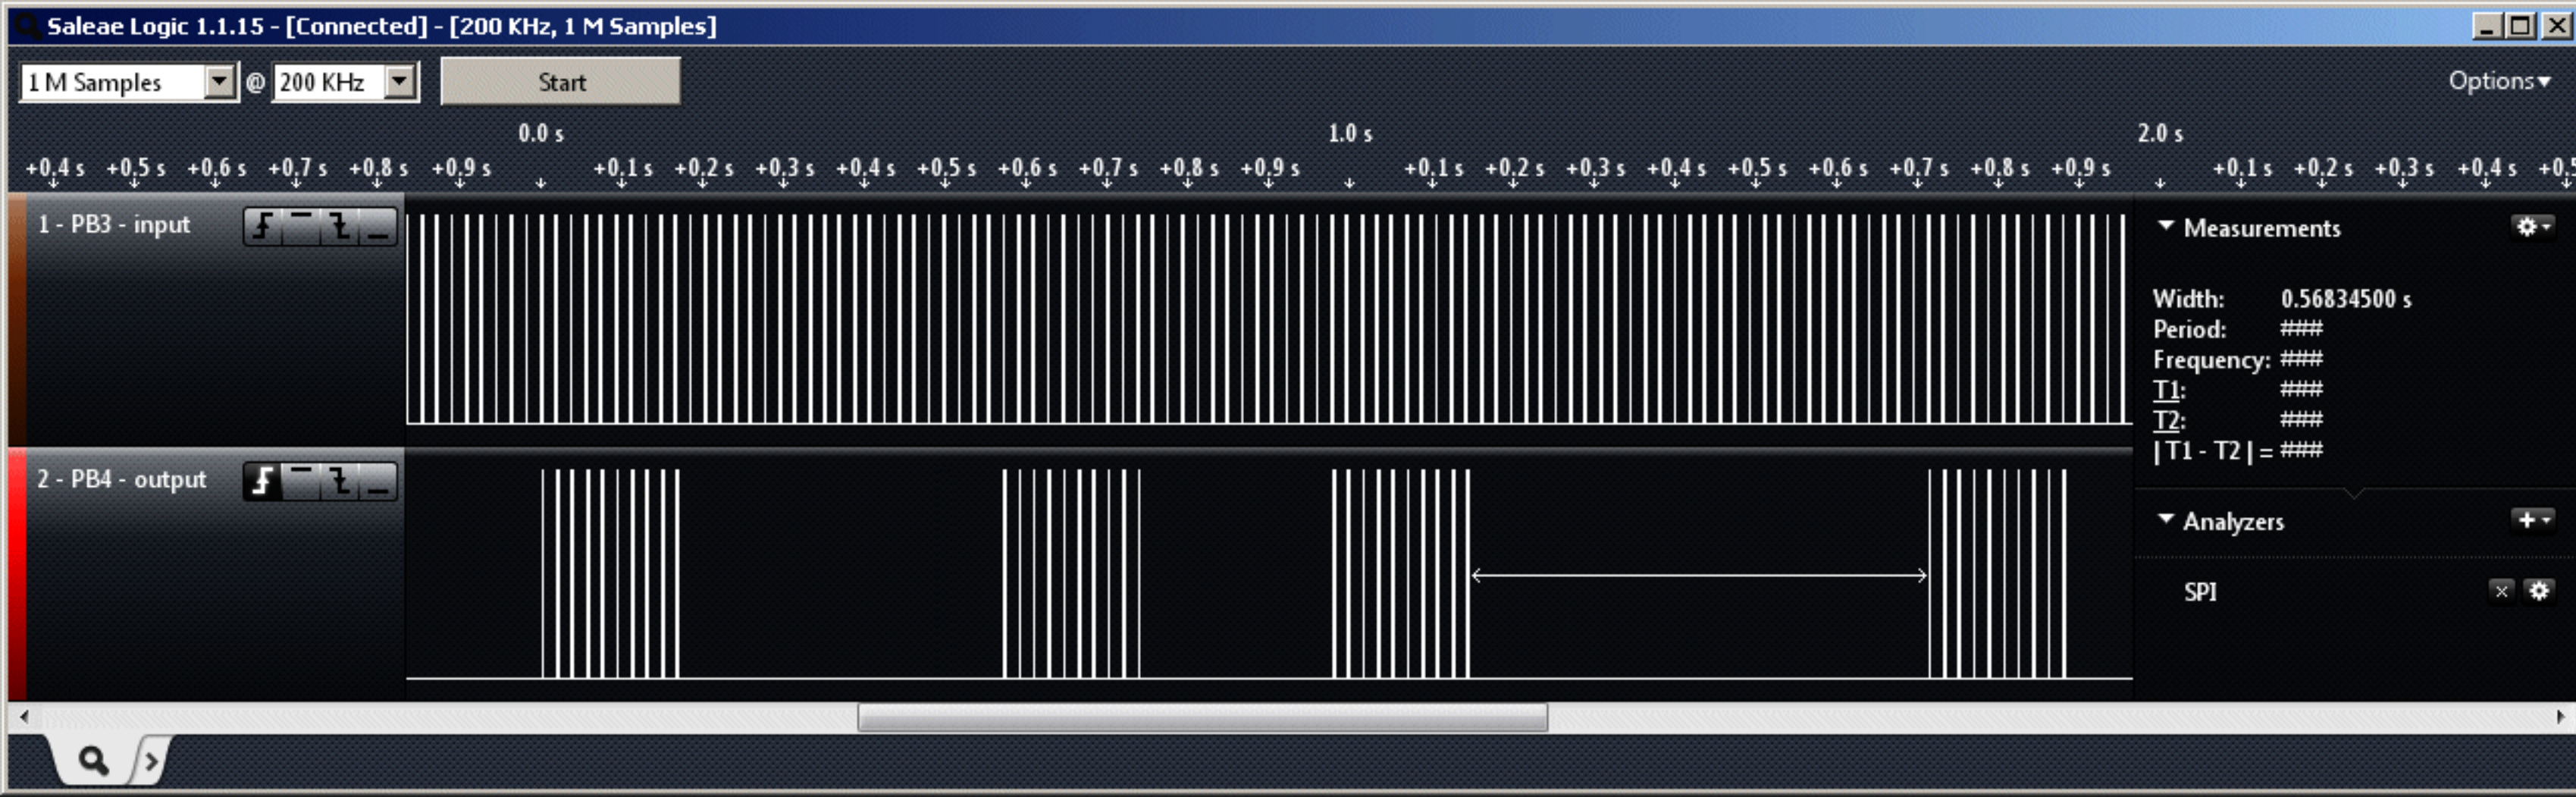 Saleae Logic 1.1.15 - [Connected] - [200 KHz, 1 M Samples]
1 M Samples @ 200 KHz Start Options
0.0 s 1.0 s 2.0 s
+0,4 s +0,5 s +0,6 s +0,7 s +0,8 s +0,9 s +0,1 s +0,2 s +0,3 s +0,4 s +0,5 s +0,6 s +0,7 s +0,8 s +0,9 s +0,1 s +0,2 s +0,3 s +0,4 s +0,5 s +0,6 s +0,7 s +0,8 s +0,9 s +0,1 s +0,2 s +0,3 s +0,4 s +0,5
1 - PB3 - input
Measurements
Width: 0.56834500 s
Period: ###
Frequency: ###
T1: ###
T2: ###
| T1 - T2 | = ###
2 - PB4 - output
Analyzers
SPI